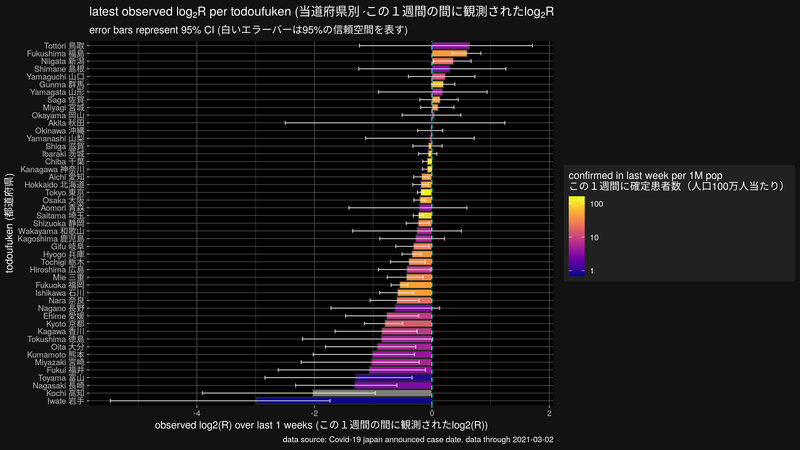 latest observed log2R per todoufuken (当道府県別 この１週間の間に観測されたlog2R
error bars represent 95% CI (白いエラーバーは95%の信頼空間を表す)
todoufuken (都道府県)
Tottori 鳥取
Fukushima 福島
Niigata 新潟
Shimane 島根
Yamaguchi 山口
Gunma 群馬
Yamagata 山形
Saga 佐賀
Miyagi 宮城
Okayama 岡山
Akita 秋田
Okinawa 沖縄
Yamanashi 山梨
Shiga 滋賀
Ibaraki 茨城
Chiba 千葉
Kanagawa 神奈川
Aichi 愛知
Hokkaido 北海道
Tokyo 東京
Osaka 大阪
Aomori 青森
Saitama 埼玉
Shizuoka 静岡
Wakayama 和歌山
Kagoshima 鹿児島
Gifu 岐阜
Hyogo 兵庫
Tochigi 栃木
Hiroshima 広島
Mie 三重
Fukuoka 福岡
Ishikawa 石川
Nara 奈良
Nagano 長野
Ehime 愛媛
Kyoto 京都
Kagawa 香川
Tokushima 徳島
Oita 大分
Kumamoto 熊本
Miyazaki 宮崎
Fukui 福井
Toyama 富山
Nagasaki 長崎
Kochi 高知
Iwate 岩手
-4 -2 0 2
observed log2(R) over last 1 weeks (この１週間の間に観測されたlog2(R))
data source: Covid-19 japan announced case date. data through 2021-03-02
confirmed in last week per 1M pop
この１週間に確定患者数（人口100万人当たり）
100
10
1